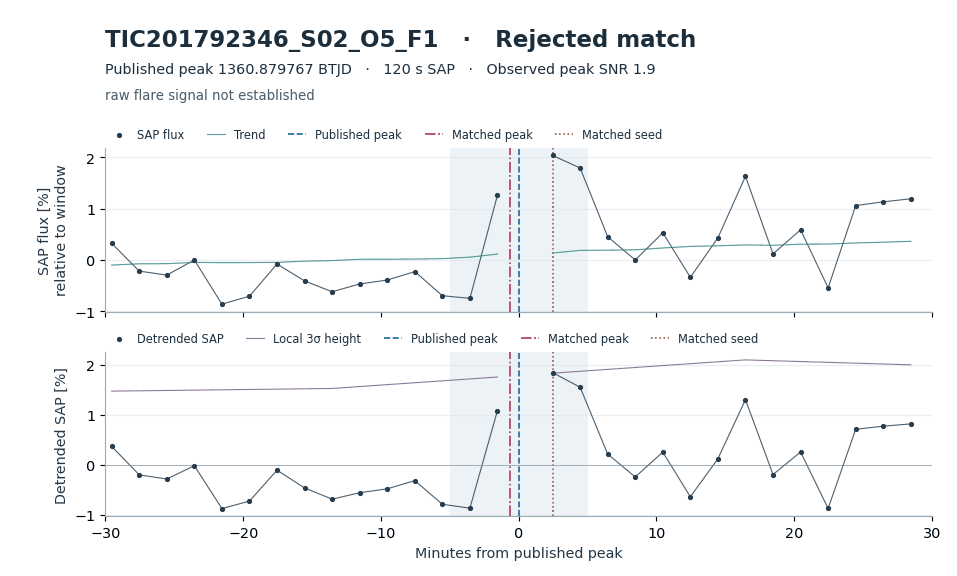 TIC201792346_S02_O5_F1 · Rejected match
Published peak 1360.879767 BTJD · 120 s SAP · Observed peak SNR 1.9
raw flare signal not established
SAP flux Trend Published peak Matched peak Matched seed
SAP flux [%]
relative to window
2
1
0
−1
Detrended SAP Local 3σ height Published peak Matched peak Matched seed
Detrended SAP [%]
2
1
0
−1
−30 −20 −10 0 10 20 30
Minutes from published peak